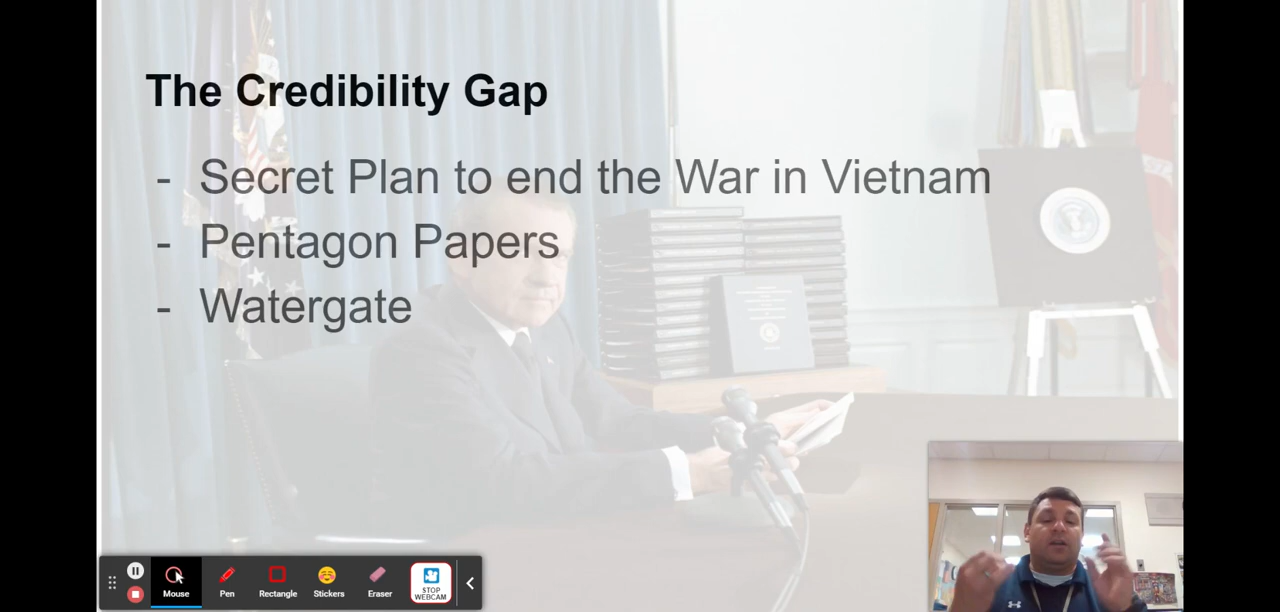 The Credibility Gap
- Secret Plan to end the War in Vietnam
- Pentagon Papers
- Watergate
Mouse
Pen
Rectangle
Stickers
Eraser
STOP
WEBCAM